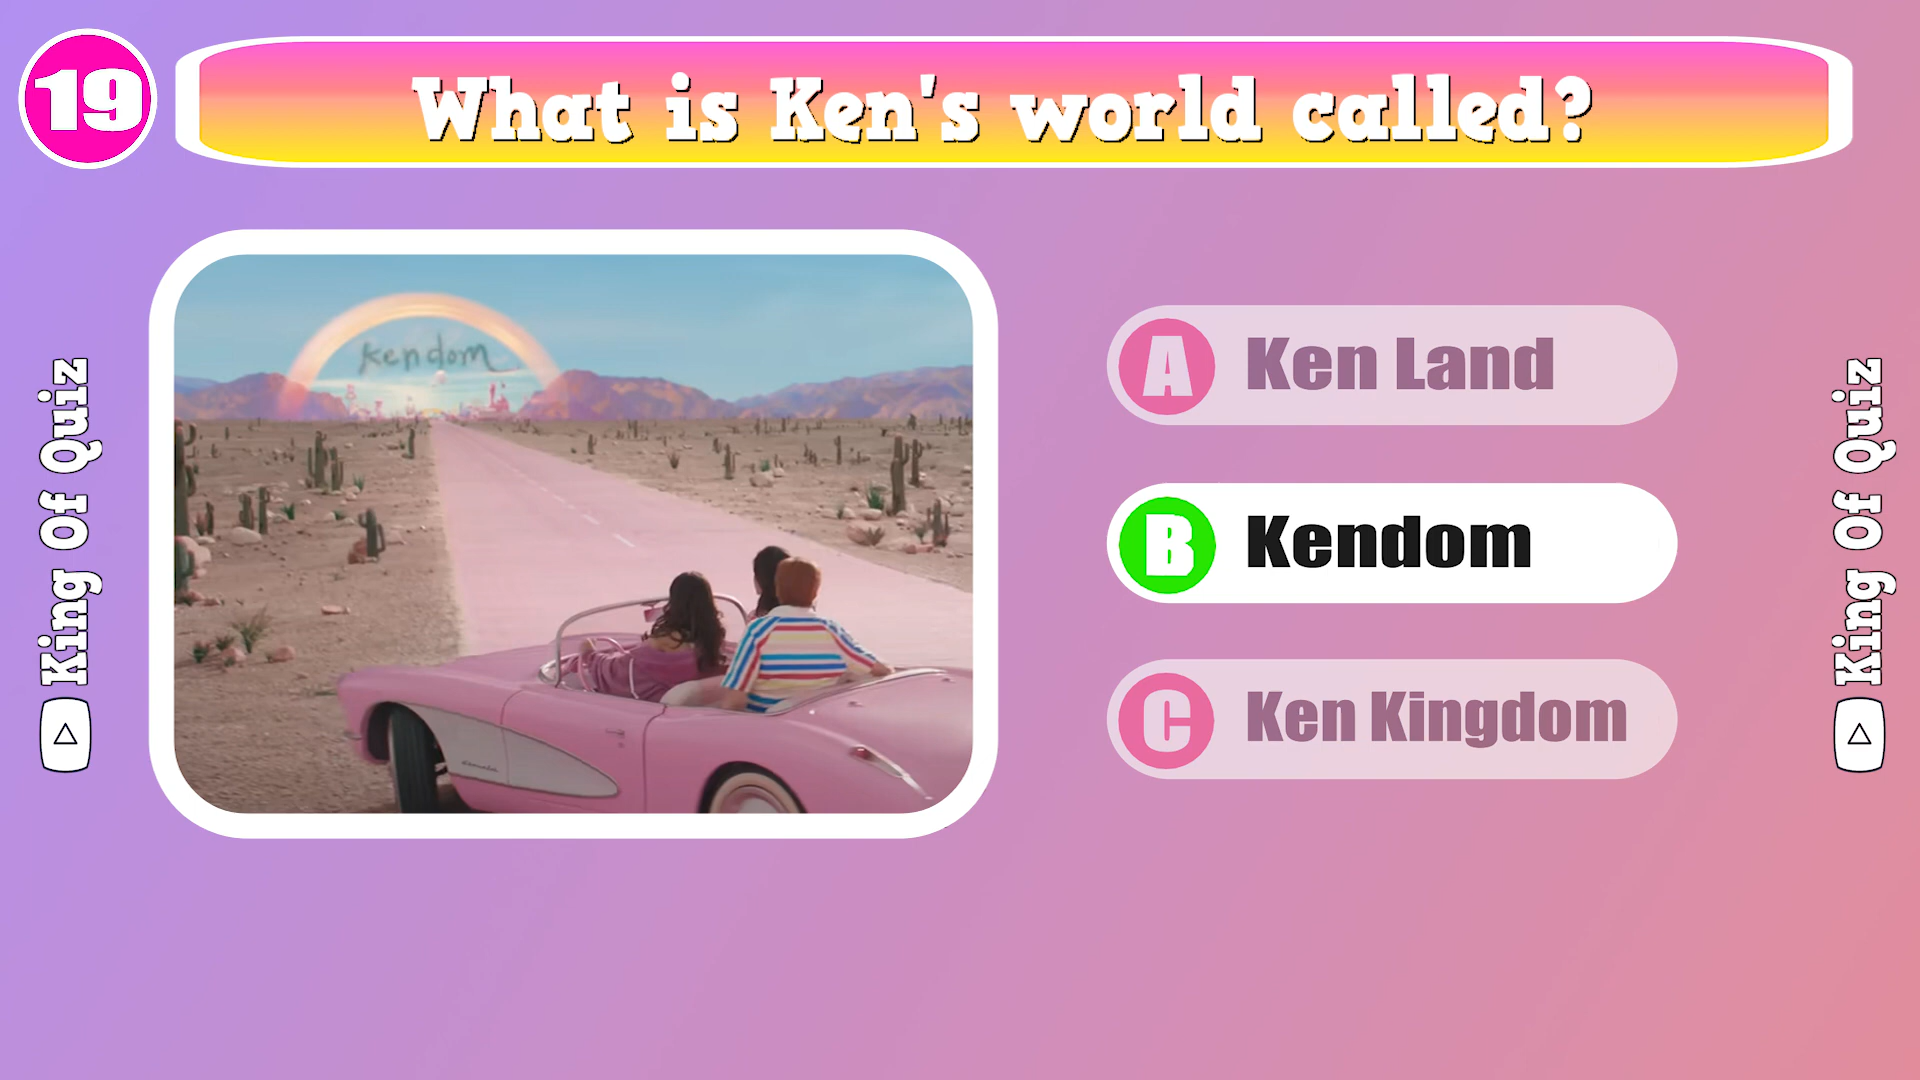 19
What is Ken's world called?
King Of Quiz
kendom
A Ken Land
B Kendom
C Ken Kingdom
King Of Quiz